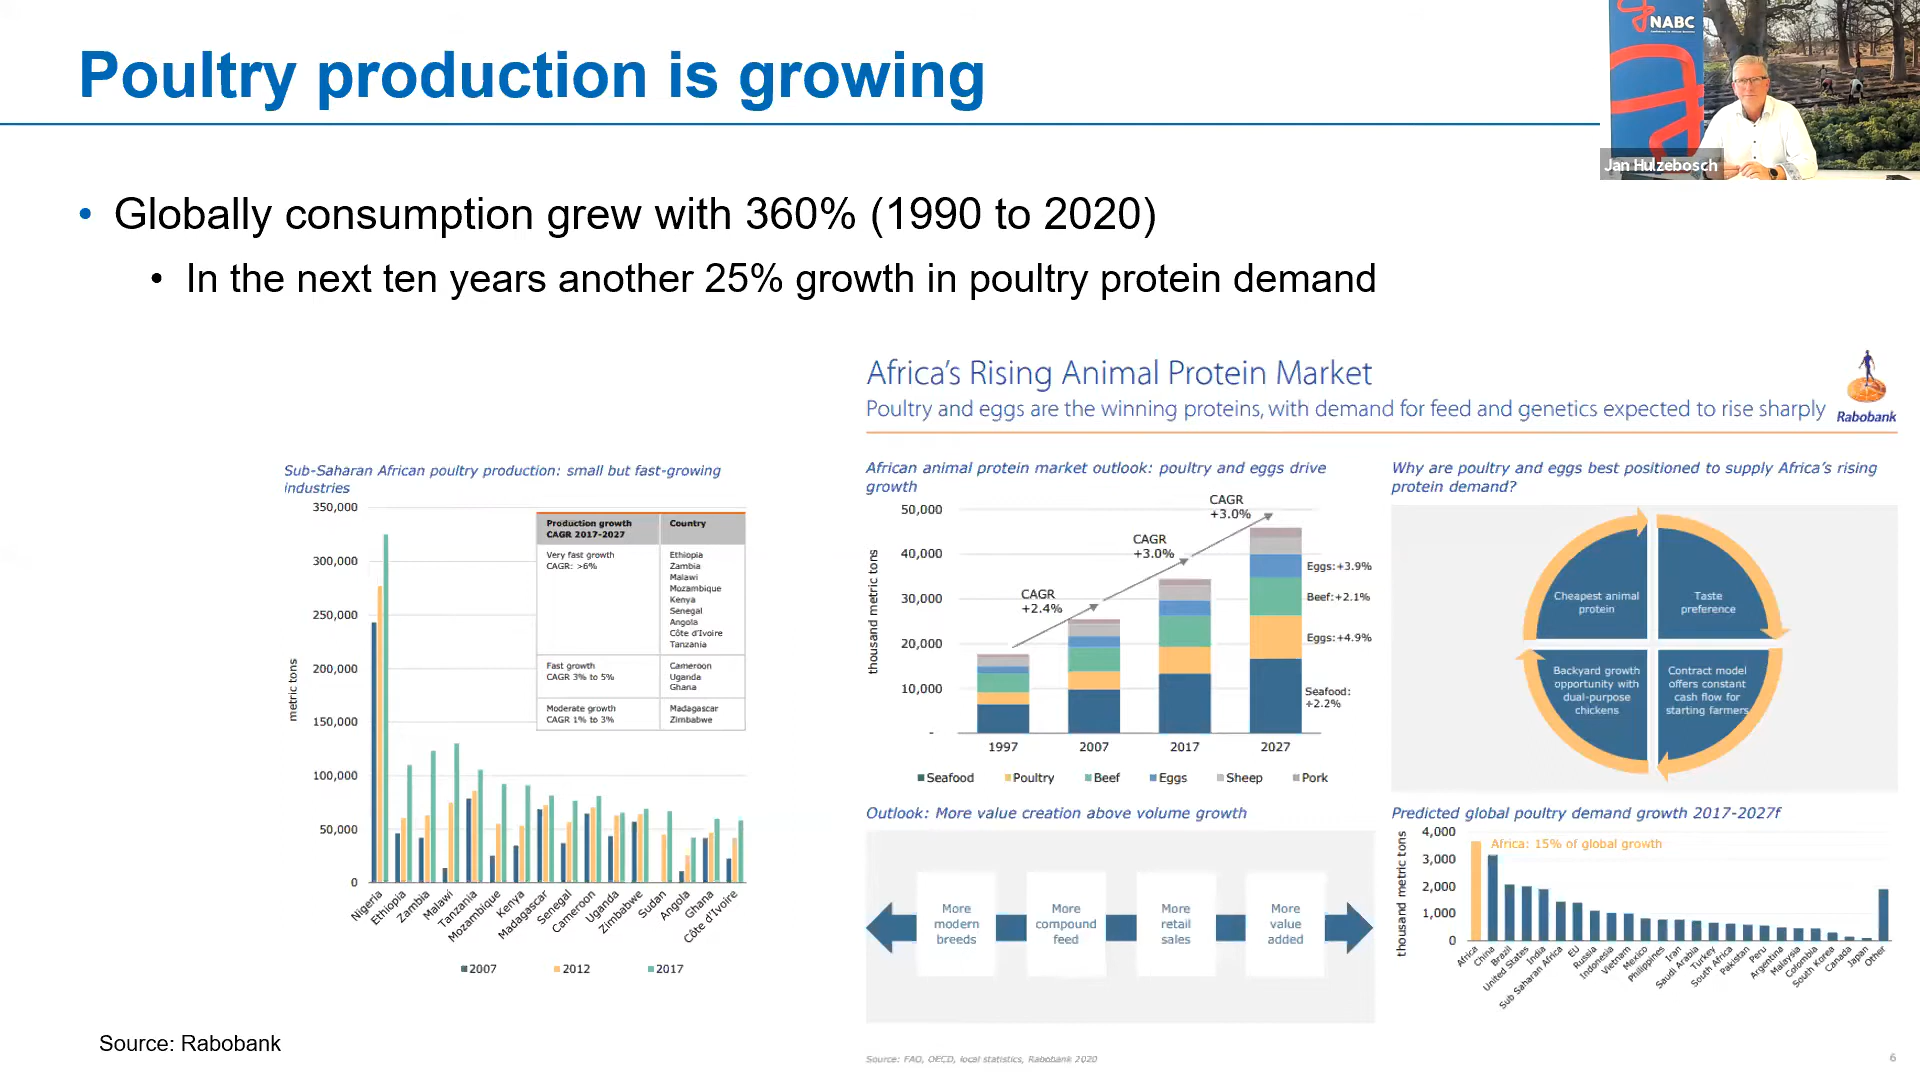 Poultry production is growing
NABC
Jan Hulzebosch
• Globally consumption grew with 360% (1990 to 2020)
• In the next ten years another 25% growth in poultry protein demand
Africa's Rising Animal Protein Market
Poultry and eggs are the winning proteins, with demand for feed and genetics expected to rise sharply
Rabobank
Sub-Saharan African poultry production: small but fast-growing
industries
350,000
300,000
250,000
200,000
150,000
100,000
50,000
0
metric tons
Production growth
CAGR 2017-2027
Country
Very fast growth
CAGR: >6%
Ethiopia
Zambia
Malawi
Mozambique
Kenya
Senegal
Angola
Côte d'Ivoire
Tanzania
Fast growth
CAGR 3% to 5%
Cameroon
Uganda
Ghana
Moderate growth
CAGR 1% to 3%
Madagascar
Zimbabwe
Nigeria
Ethiopia
Zambia
Malawi
Tanzania
Mozambique
Kenya
Madagascar
Senegal
Cameroon
Uganda
Zimbabwe
Sudan
Angola
Ghana
Côte d'Ivoire
2007 2012 2017
African animal protein market outlook: poultry and eggs drive
growth
50,000
40,000
30,000
20,000
10,000
-
thousand metric tons
CAGR
+2.4%
CAGR
+3.0%
CAGR
+3.0%
Eggs:+3.9%
Beef:+2.1%
Eggs:+4.9%
Seafood:
+2.2%
1997 2007 2017 2027
Seafood Poultry Beef Eggs Sheep Pork
Why are poultry and eggs best positioned to supply Africa's rising
protein demand?
Cheapest animal
protein
Taste
preference
Backyard growth
opportunity with
dual-purpose
chickens
Contract model
offers constant
cash flow for
starting farmers
Outlook: More value creation above volume growth
More
modern
breeds
More
compound
feed
More
retail
sales
More
value
added
Predicted global poultry demand growth 2017-2027f
4,000
3,000
2,000
1,000
0
thousand metric tons
Africa: 15% of global growth
Africa
China
Brazil
United States
India
Sub Saharan Africa
EU
Russia
Indonesia
Vietnam
Mexico
Philippines
Iran
Saudi Arabia
Turkey
South Africa
Pakistan
Peru
Argentina
Malaysia
Colombia
South Korea
Canada
Japan
Other
Source: Rabobank
Source: FAO, OECD, local statistics, Rabobank 2020
6